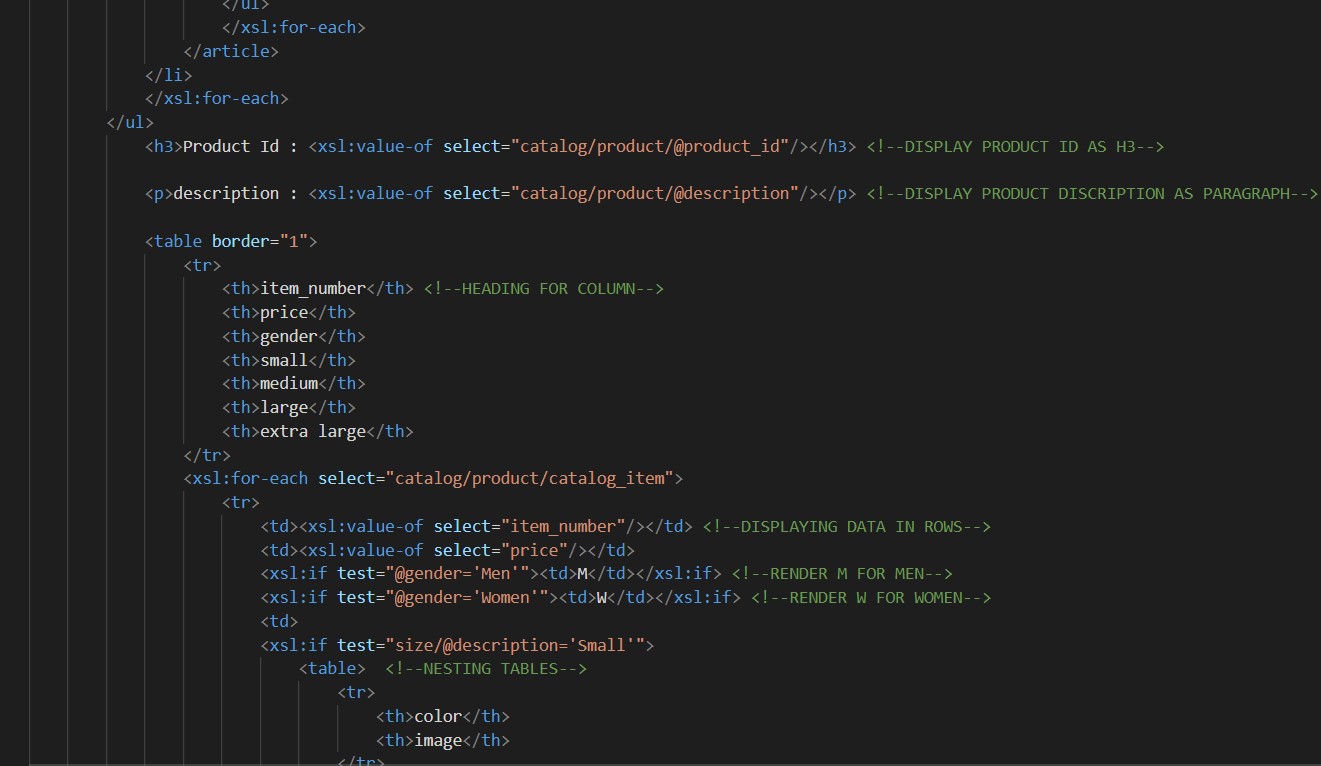 </ul>
</xsl:for-each>
</article>
</li>
</xsl:for-each>
</ul>
<h3>Product Id : <xsl:value-of select="catalog/product/@product_id"/></h3> <!--DISPLAY PRODUCT ID AS H3-->
<p>description : <xsl:value-of select="catalog/product/@description"/></p> <!--DISPLAY PRODUCT DISCRIPTION AS PARAGRAPH-->
<table border="1">
<tr>
<th>item_number</th> <!--HEADING FOR COLUMN-->
<th>price</th>
<th>gender</th>
<th>small</th>
<th>medium</th>
<th>large</th>
<th>extra large</th>
</tr>
<xsl:for-each select="catalog/product/catalog_item">
<tr>
<td><xsl:value-of select="item_number"/></td> <!--DISPLAYING DATA IN ROWS-->
<td><xsl:value-of select="price"/></td>
<xsl:if test="@gender='Men'"><td>M</td></xsl:if> <!--RENDER M FOR MEN-->
<xsl:if test="@gender='Women'"><td>W</td></xsl:if> <!--RENDER W FOR WOMEN-->
<td>
<xsl:if test="size/@description='Small'">
<table>  <!--NESTING TABLES-->
<tr>
<th>color</th>
<th>image</th>
</tr>